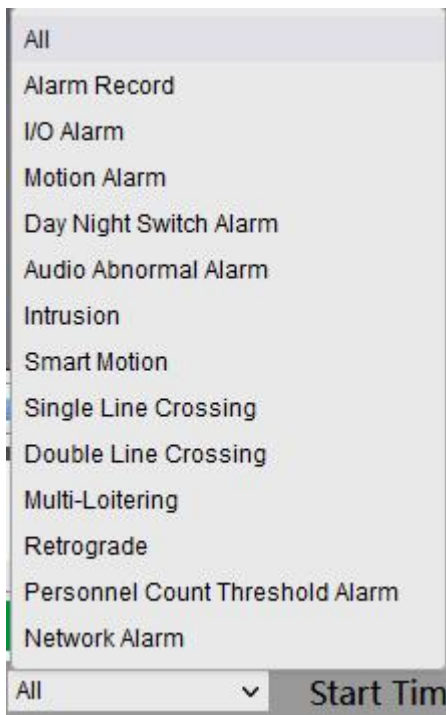 All
Alarm Record
I/O Alarm
Motion Alarm
Day Night Switch Alarm
Audio Abnormal Alarm
Intrusion
Smart Motion
Single Line Crossing
Double Line Crossing
Multi-Loitering
Retrograde
Personnel Count Threshold Alarm
Network Alarm
All Start Tim